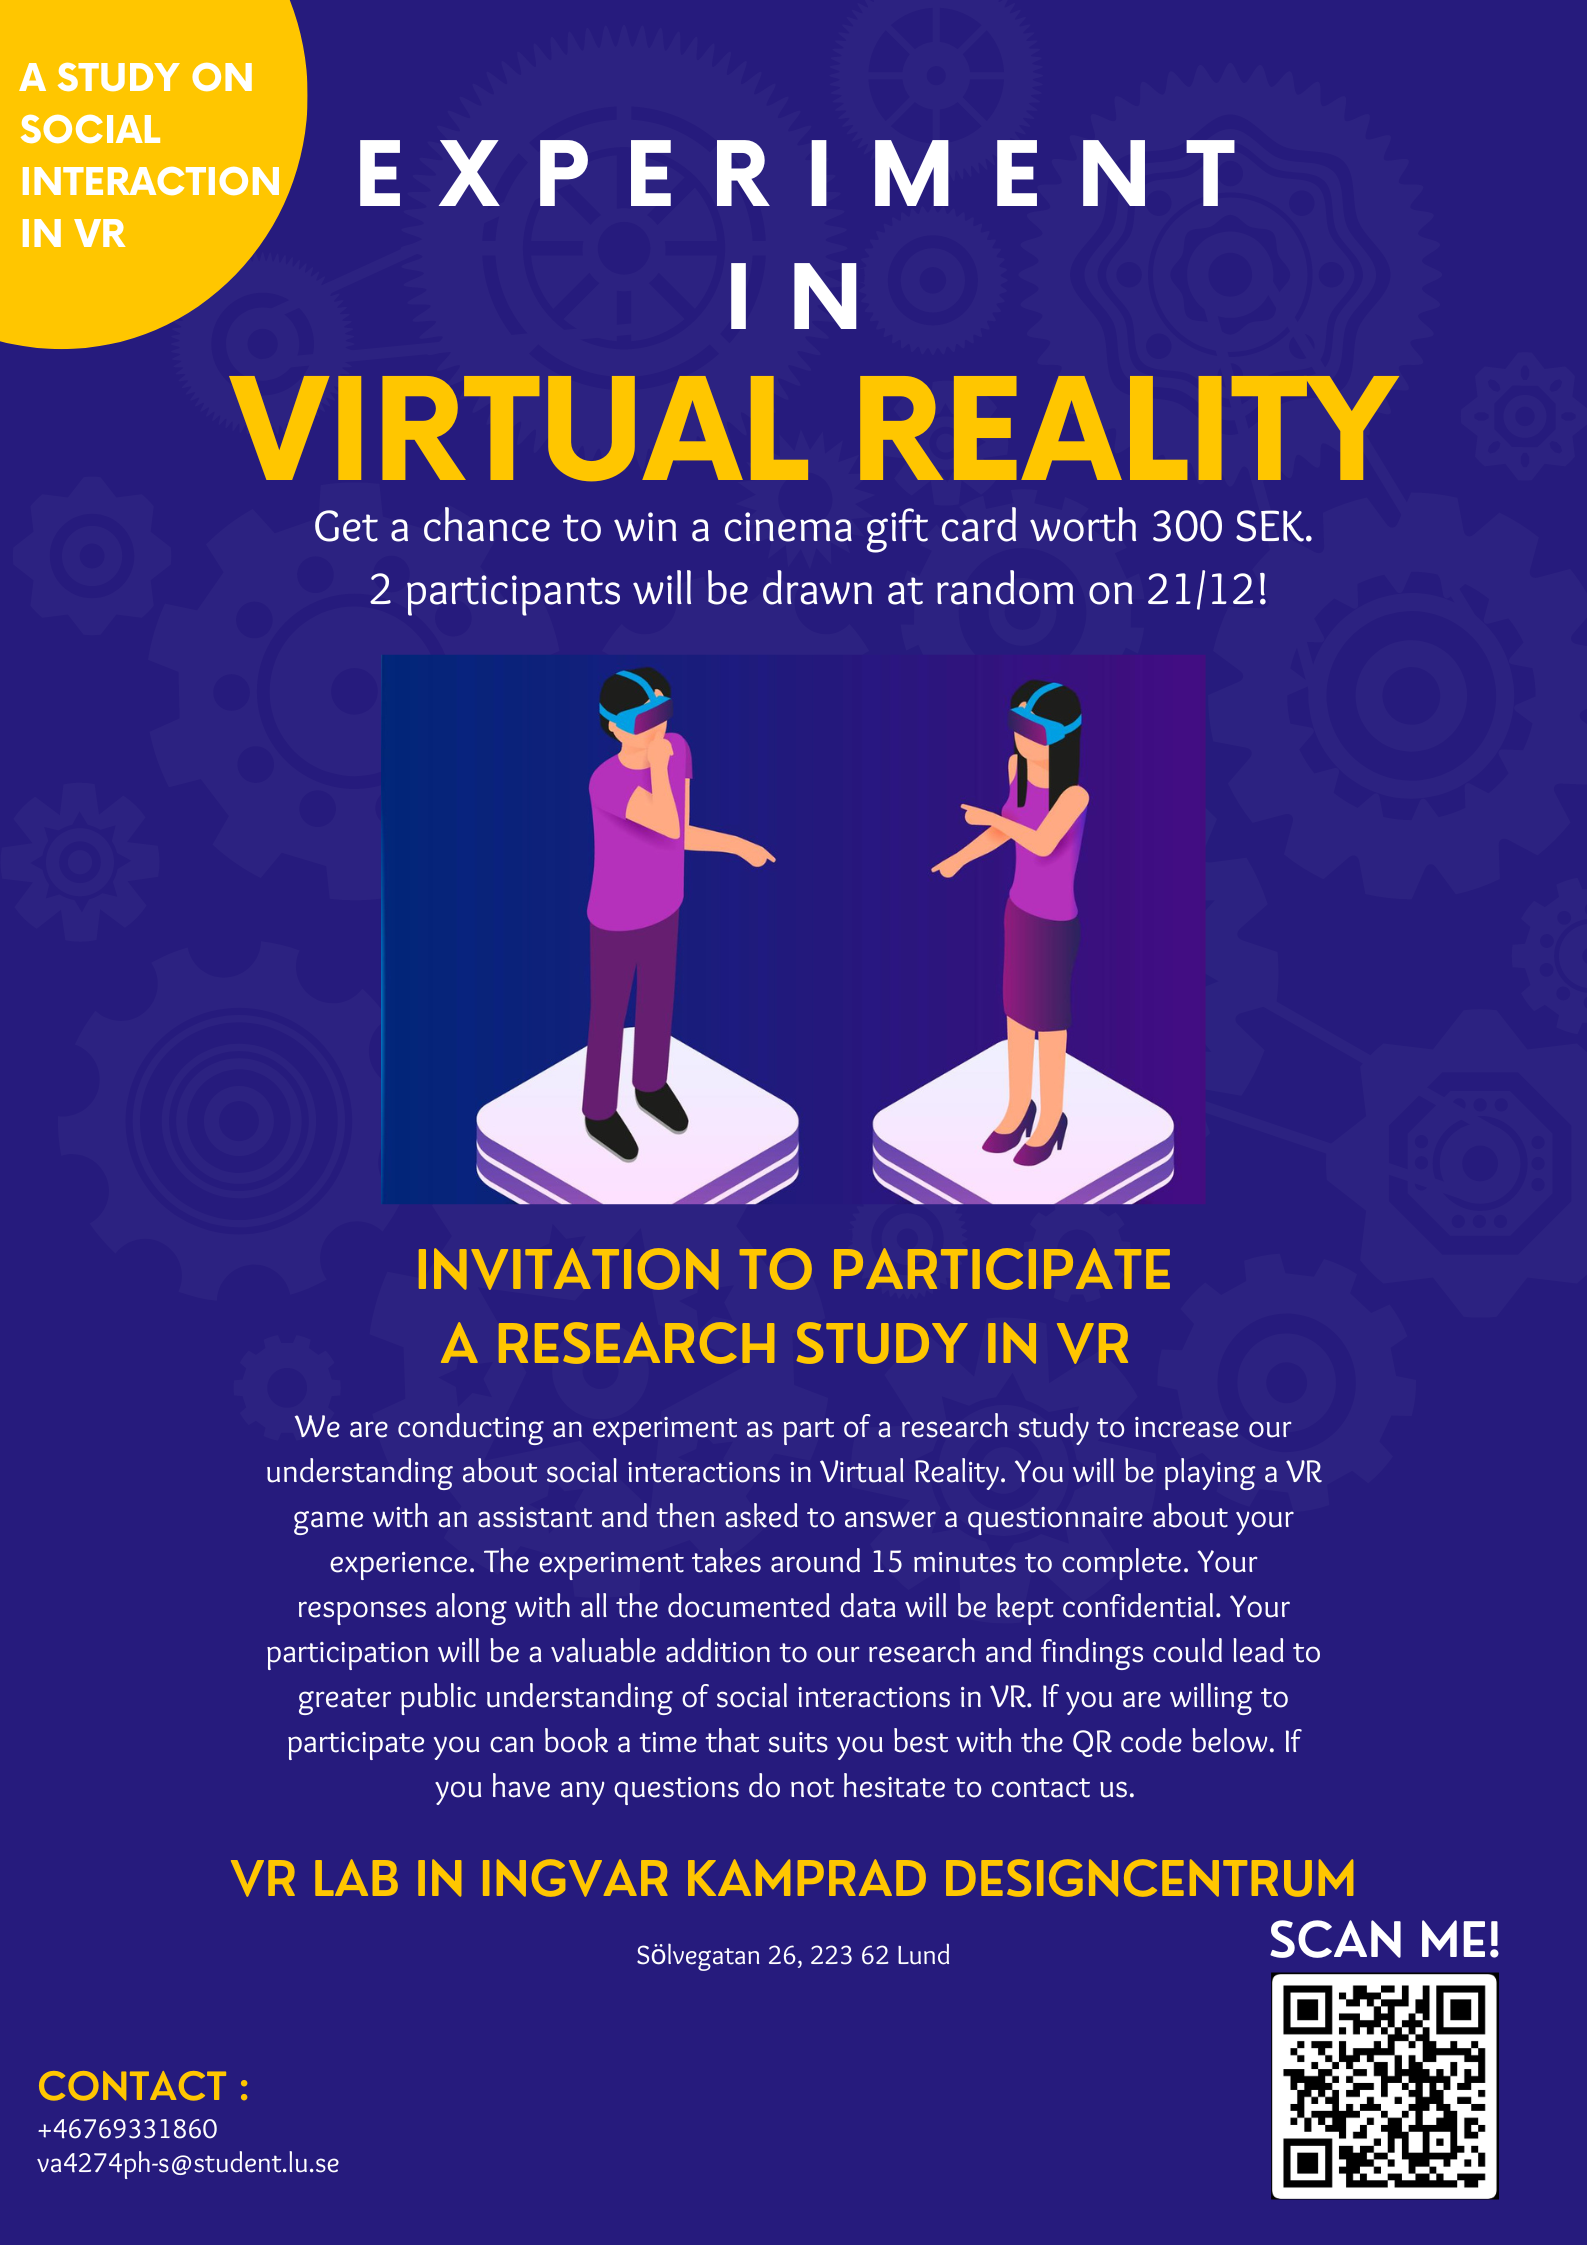 A STUDY ON
SOCIAL
INTERACTION
IN VR
EXPERIMENT
IN
VIRTUAL REALITY
Get a chance to win a cinema gift card worth 300 SEK.
2 participants will be drawn at random on 21/12!
INVITATION TO PARTICIPATE
A RESEARCH STUDY IN VR
We are conducting an experiment as part of a research study to increase our
understanding about social interactions in Virtual Reality. You will be playing a VR
game with an assistant and then asked to answer a questionnaire about your
experience. The experiment takes around 15 minutes to complete. Your
responses along with all the documented data will be kept confidential. Your
participation will be a valuable addition to our research and findings could lead to
greater public understanding of social interactions in VR. If you are willing to
participate you can book a time that suits you best with the QR code below. If
you have any questions do not hesitate to contact us.
VR LAB IN INGVAR KAMPRAD DESIGNCENTRUM
Sölvegatan 26, 223 62 Lund
SCAN ME!
CONTACT :
+46769331860
va4274ph-s@student.lu.se